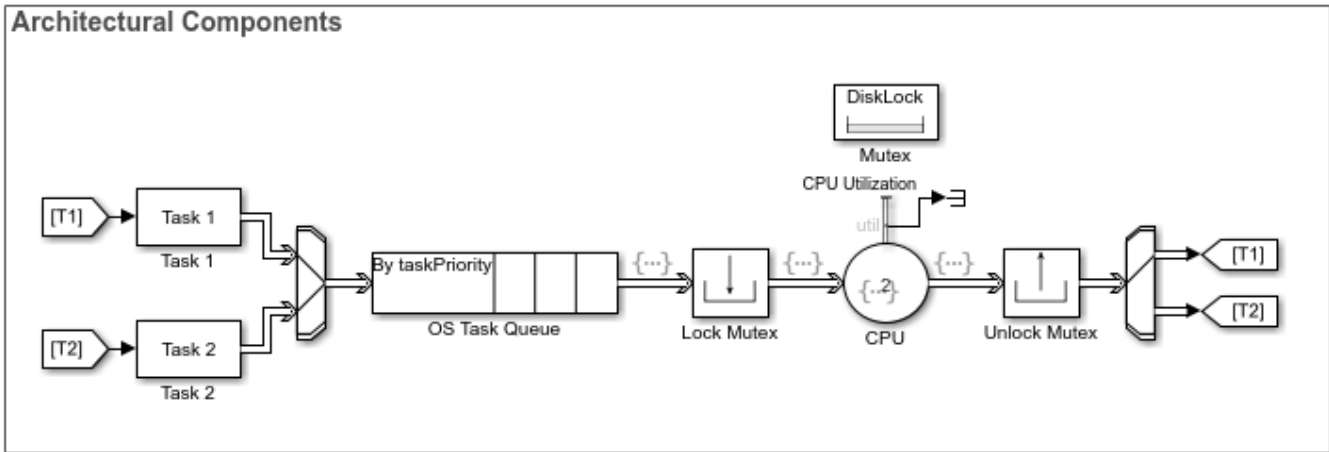 Architectural Components
DiskLock
Mutex
CPU Utilization
[T1]
Task 1
Task 1
util
By taskPriority
{...}
{...}
{...}
[T1]
{...}
2
OS Task Queue
Lock Mutex
CPU
Unlock Mutex
[T2]
[T2]
Task 2
Task 2